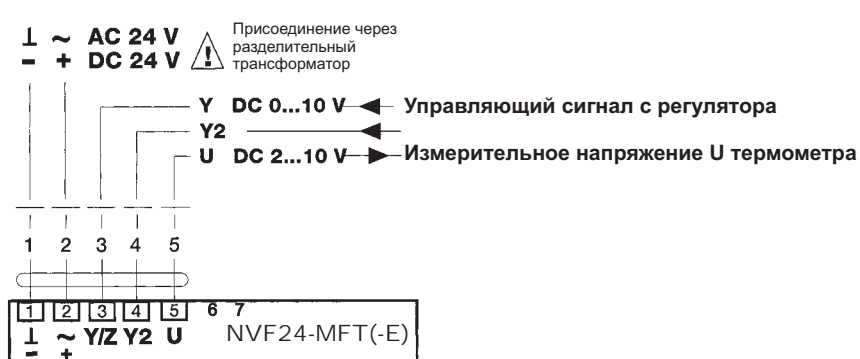 ⊥ ~ AC 24 V
− + DC 24 V
Присоединение через
разделительный
трансформатор
Y DC 0...10 V Управляющий сигнал с регулятора
Y2
U DC 2...10 V Измерительное напряжение U термометра
1 2 3 4 5
1 2 3 4 5 6 7
⊥ ~ Y/Z Y2 U NVF24-MFT(-E)
− +